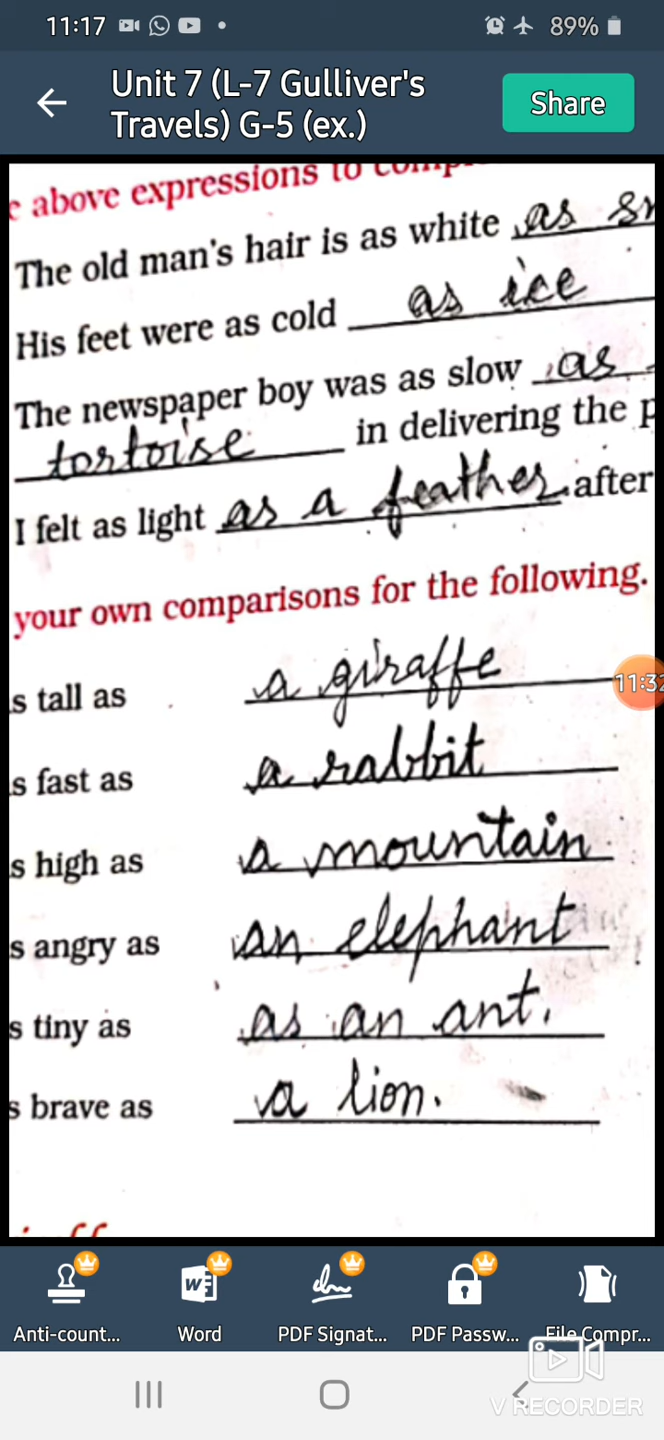 11:17
89%
Unit 7 (L-7 Gulliver's
Travels) G-5 (ex.)
Share
above expressions to
The old man's hair is as white as
His feet were as cold as ice
The newspaper boy was as slow as
tortoise in delivering the
I felt as light as a feather. after
your own comparisons for the following.
s tall as a giraffe
11:32
s fast as a rabbit
s high as a mountain
s angry as an elephant
s tiny as as an ant.
s brave as a lion.
Anti-count... Word PDF Signat... PDF Passw... File Compr...
V RECORDER